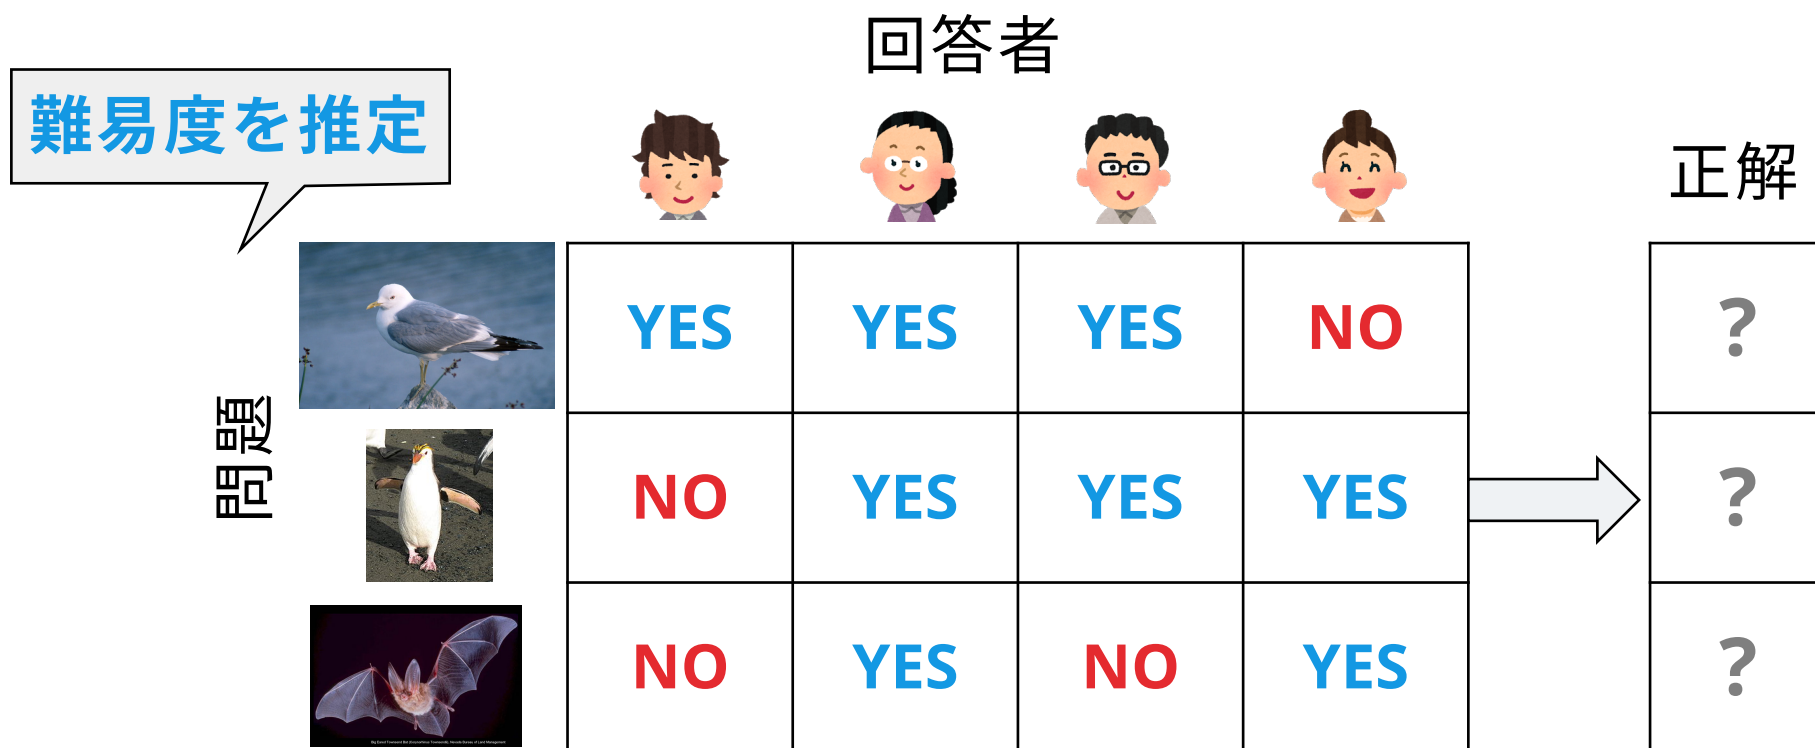 回答者
難易度を推定
正解
YES YES YES NO ?
問題
NO YES YES YES ?
NO YES NO YES ?